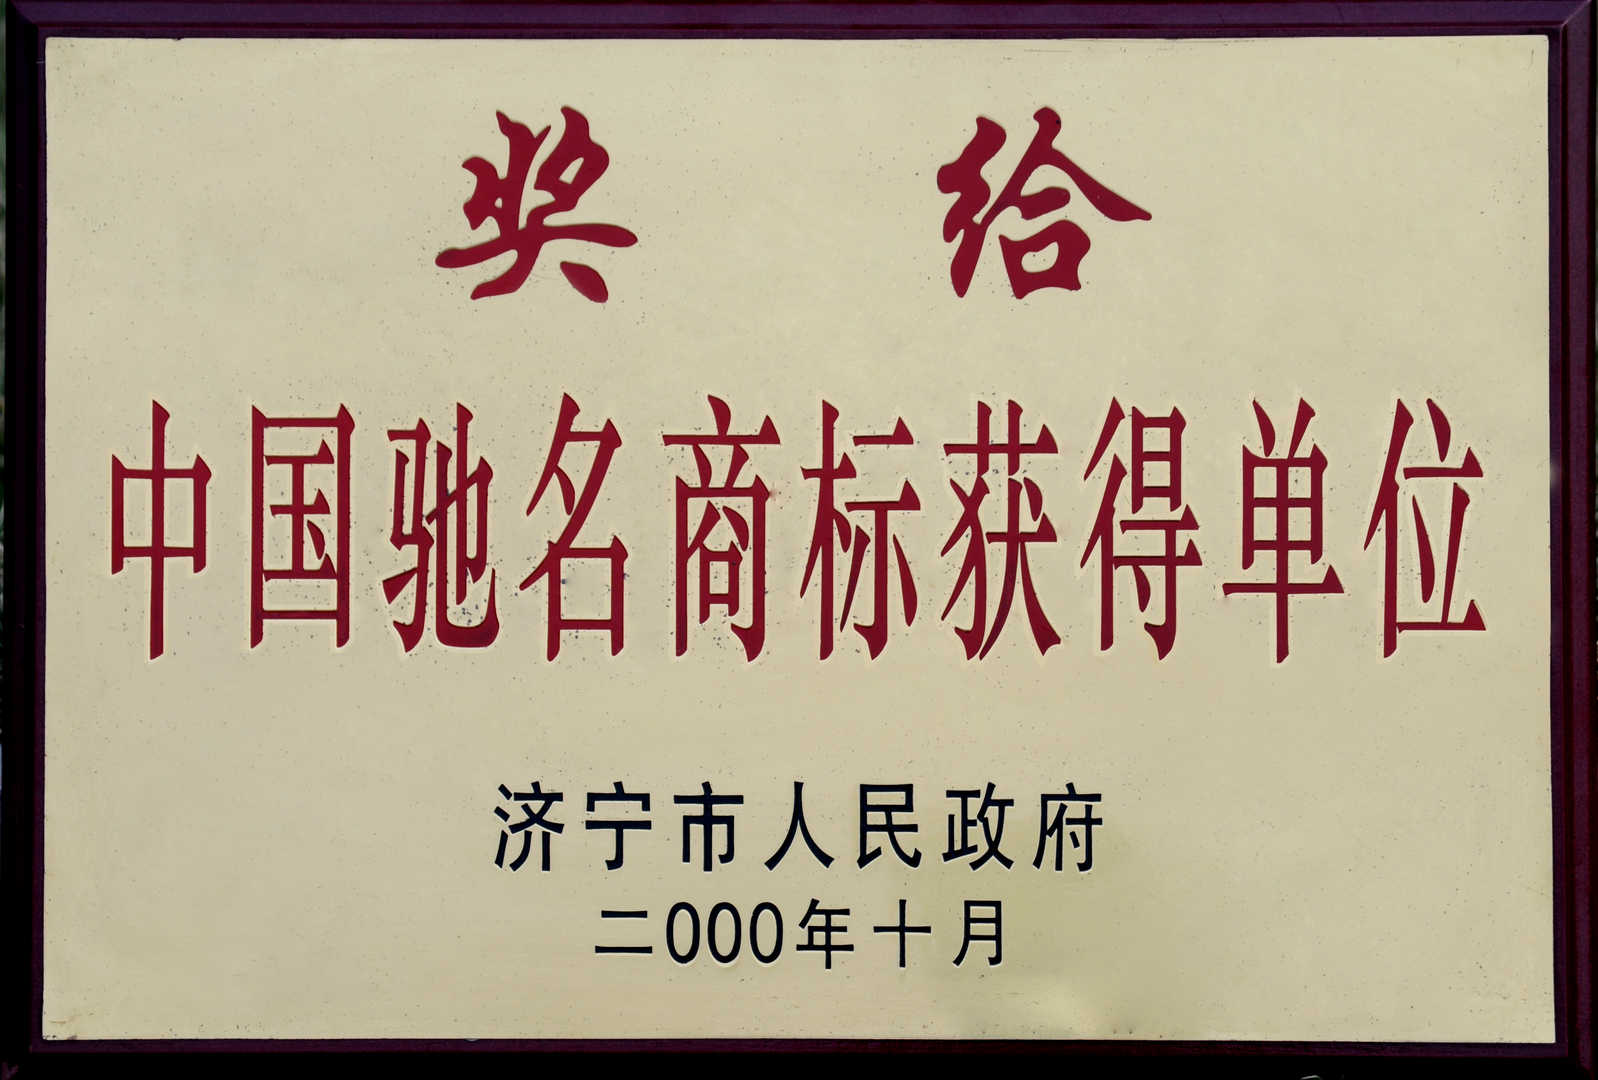 奖 给
中国驰名商标获得单位
济宁市人民政府
二000年十月